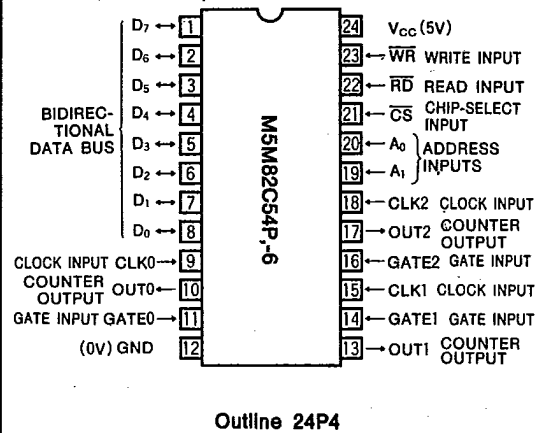 D7 ↔ 1
D6 ↔ 2
D5 ↔ 3
D4 ↔ 4
D3 ↔ 5
D2 ↔ 6
D1 ↔ 7
D0 ↔ 8
BIDIREC-
TIONAL
DATA BUS
CLOCK INPUT CLK0→ 9
COUNTER
OUTPUT OUT0← 10
GATE INPUT GATE0→ 11
(0V) GND 12
M5M82C54P,-6
24 VCC (5V)
23 ← W̅R̅ WRITE INPUT
22 ← R̅D̅ READ INPUT
21 ← C̅S̅ CHIP-SELECT
INPUT
20 ← A0
19 ← A1
ADDRESS
INPUTS
18 ← CLK2 CLOCK INPUT
17 → OUT2 COUNTER
OUTPUT
16 ← GATE2 GATE INPUT
15 ← CLK1 CLOCK INPUT
14 ← GATE1 GATE INPUT
13 → OUT1 COUNTER
OUTPUT
Outline 24P4